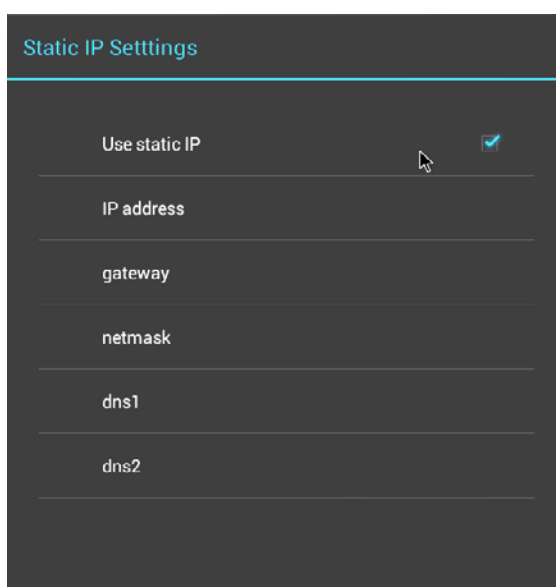 Static IP Setttings
Use static IP
IP address
gateway
netmask
dns1
dns2